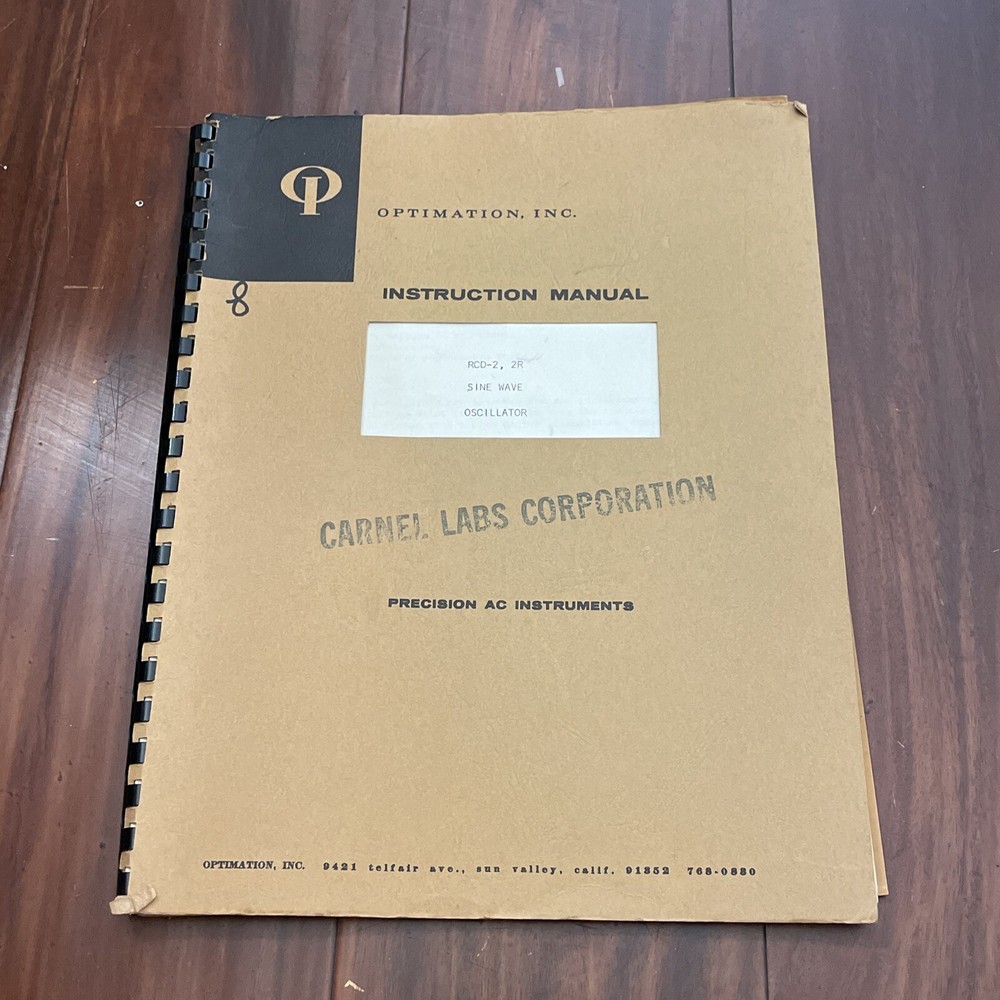 OPTIMATION, INC.
8
INSTRUCTION MANUAL
RCD-2, 2R
SINE WAVE
OSCILLATOR
CARNEL LABS CORPORATION
PRECISION AC INSTRUMENTS
OPTIMATION, INC. 9421 telfair ave., sun valley, calif. 91352 768-0830